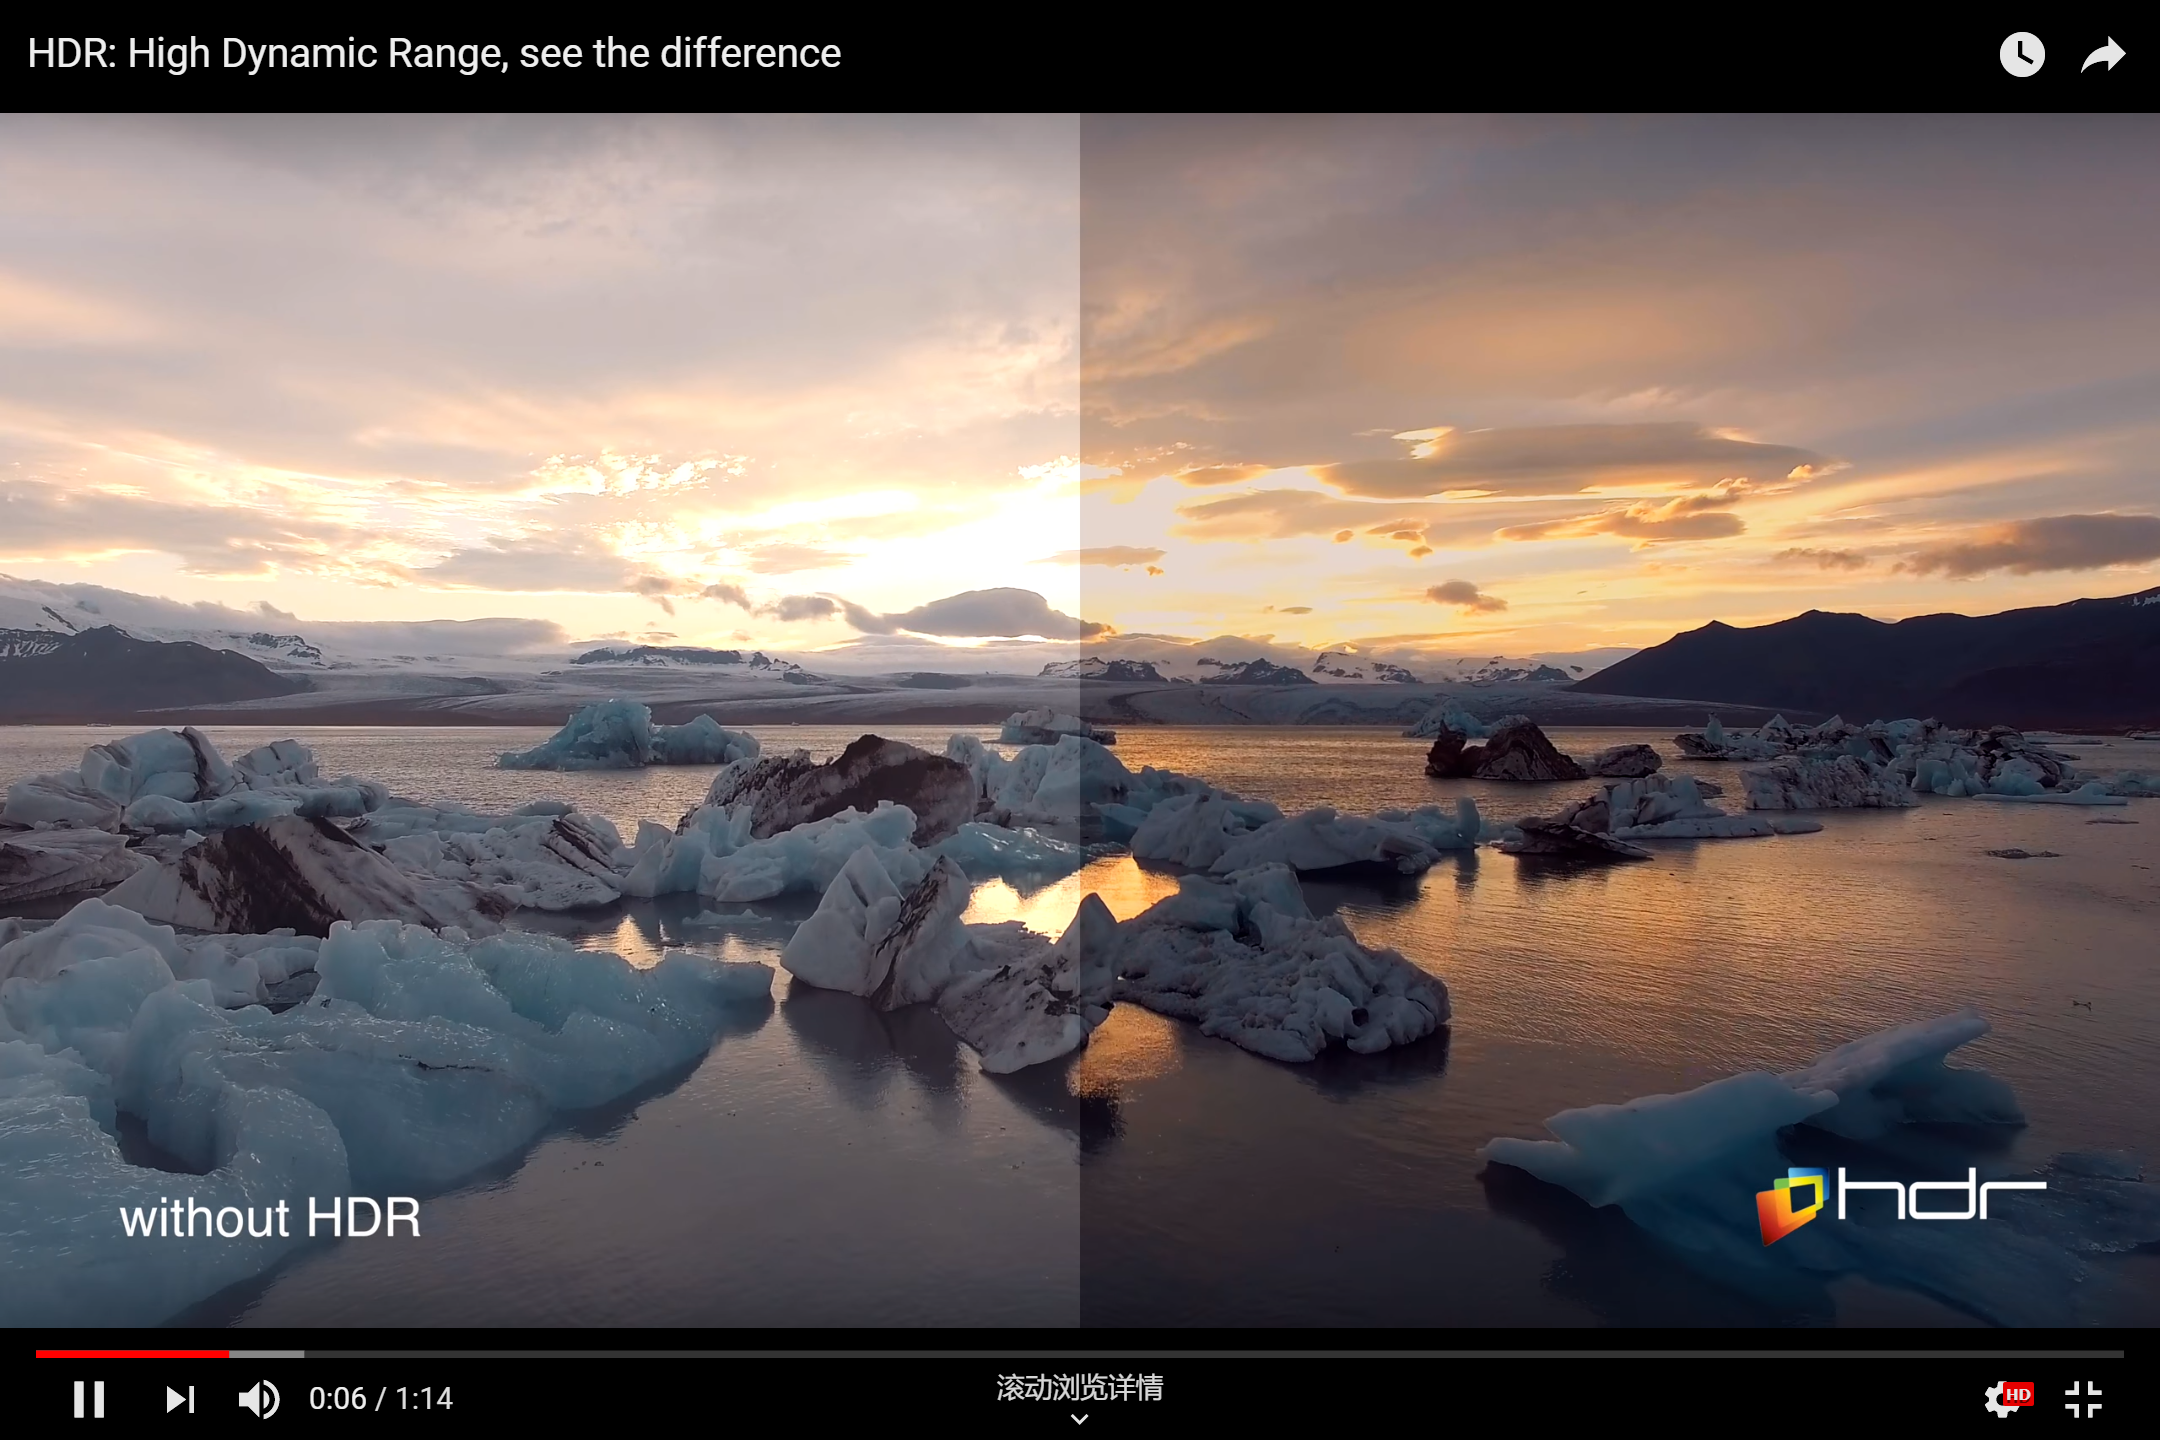 HDR: High Dynamic Range, see the difference
without HDR
hdr
滚动浏览详情
0:06 / 1:14
HD